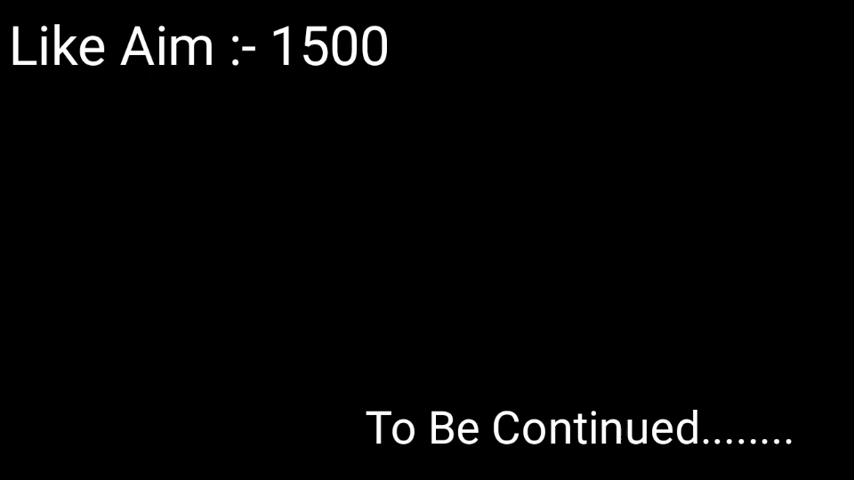 Like Aim :- 1500
To Be Continued........